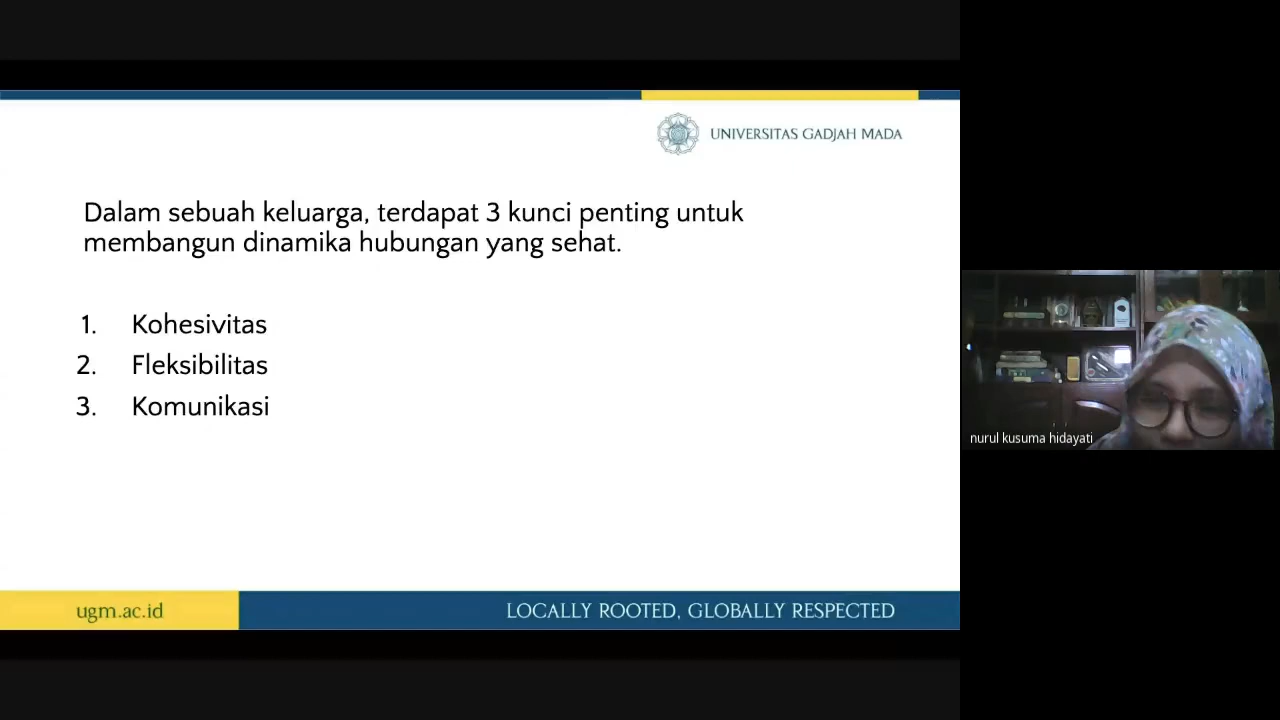 UNIVERSITAS GADJAH MADA
Dalam sebuah keluarga, terdapat 3 kunci penting untuk
membangun dinamika hubungan yang sehat.
1. Kohesivitas
2. Fleksibilitas
3. Komunikasi
nurul kusuma hidayati
ugm.ac.id
LOCALLY ROOTED, GLOBALLY RESPECTED